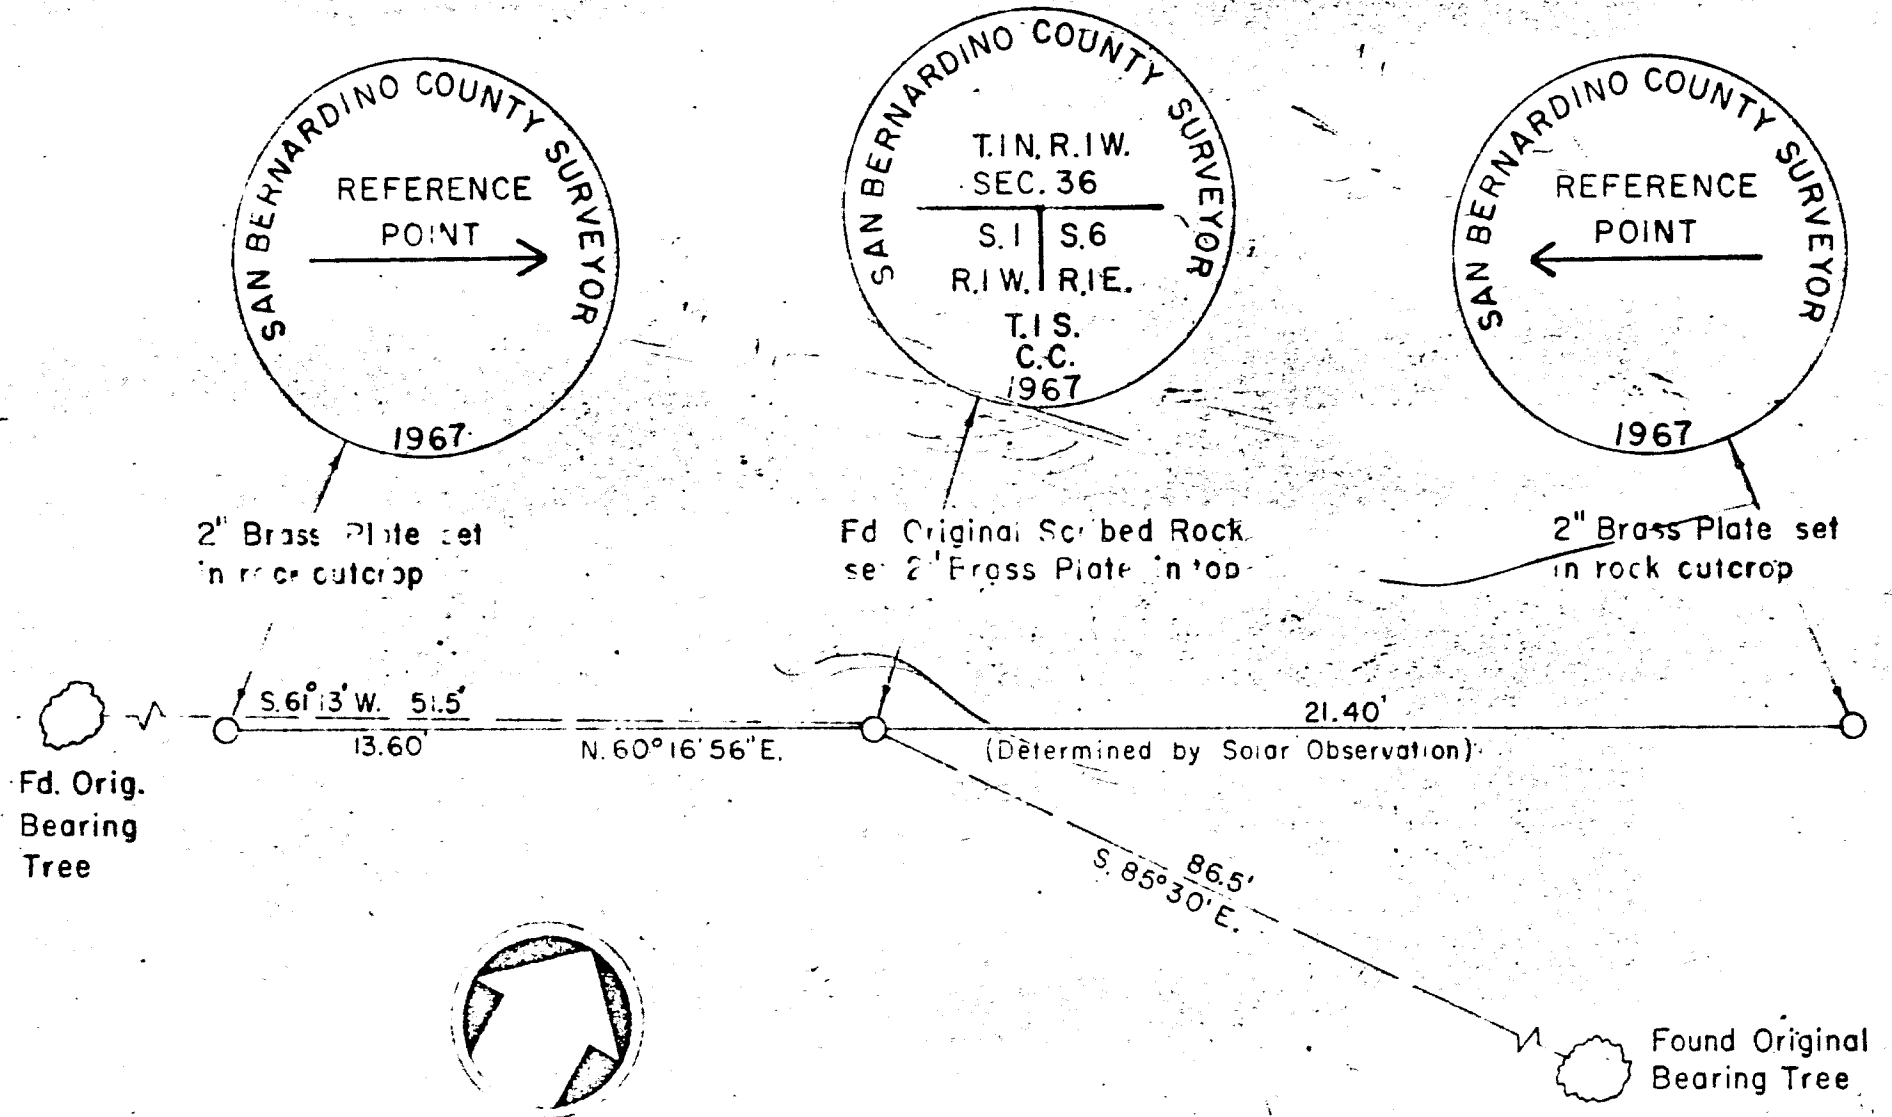 SAN BERNARDINO COUNTY SURVEYOR
REFERENCE
POINT
1967
SAN BERNARDINO COUNTY SURVEYOR
T.1N. R.1W.
SEC. 36
S.1 S.6
R.1W. R.1E.
T.1S.
C.C.
1967
SAN BERNARDINO COUNTY SURVEYOR
REFERENCE
POINT
1967
2" Brass Plate set
in rock outcrop
Fd Original Scribed Rock
set 2" Brass Plate in top
2" Brass Plate set
in rock outcrop
S.61°13'W. 51.5'
13.60'
N.60°16'56"E.
21.40'
(Determined by Solar Observation)
Fd. Orig.
Bearing
Tree
86.5'
S. 85°30'E.
Found Original
Bearing Tree